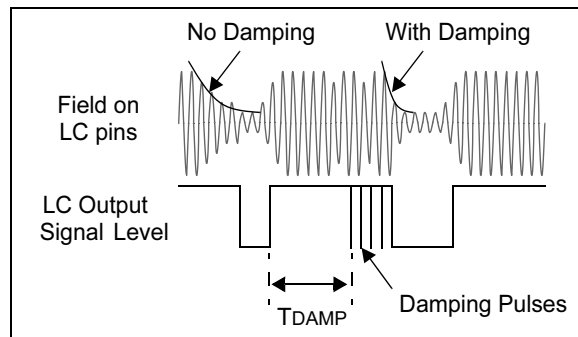 No Damping
With Damping
Field on
LC pins
LC Output
Signal Level
TDAMP
Damping Pulses